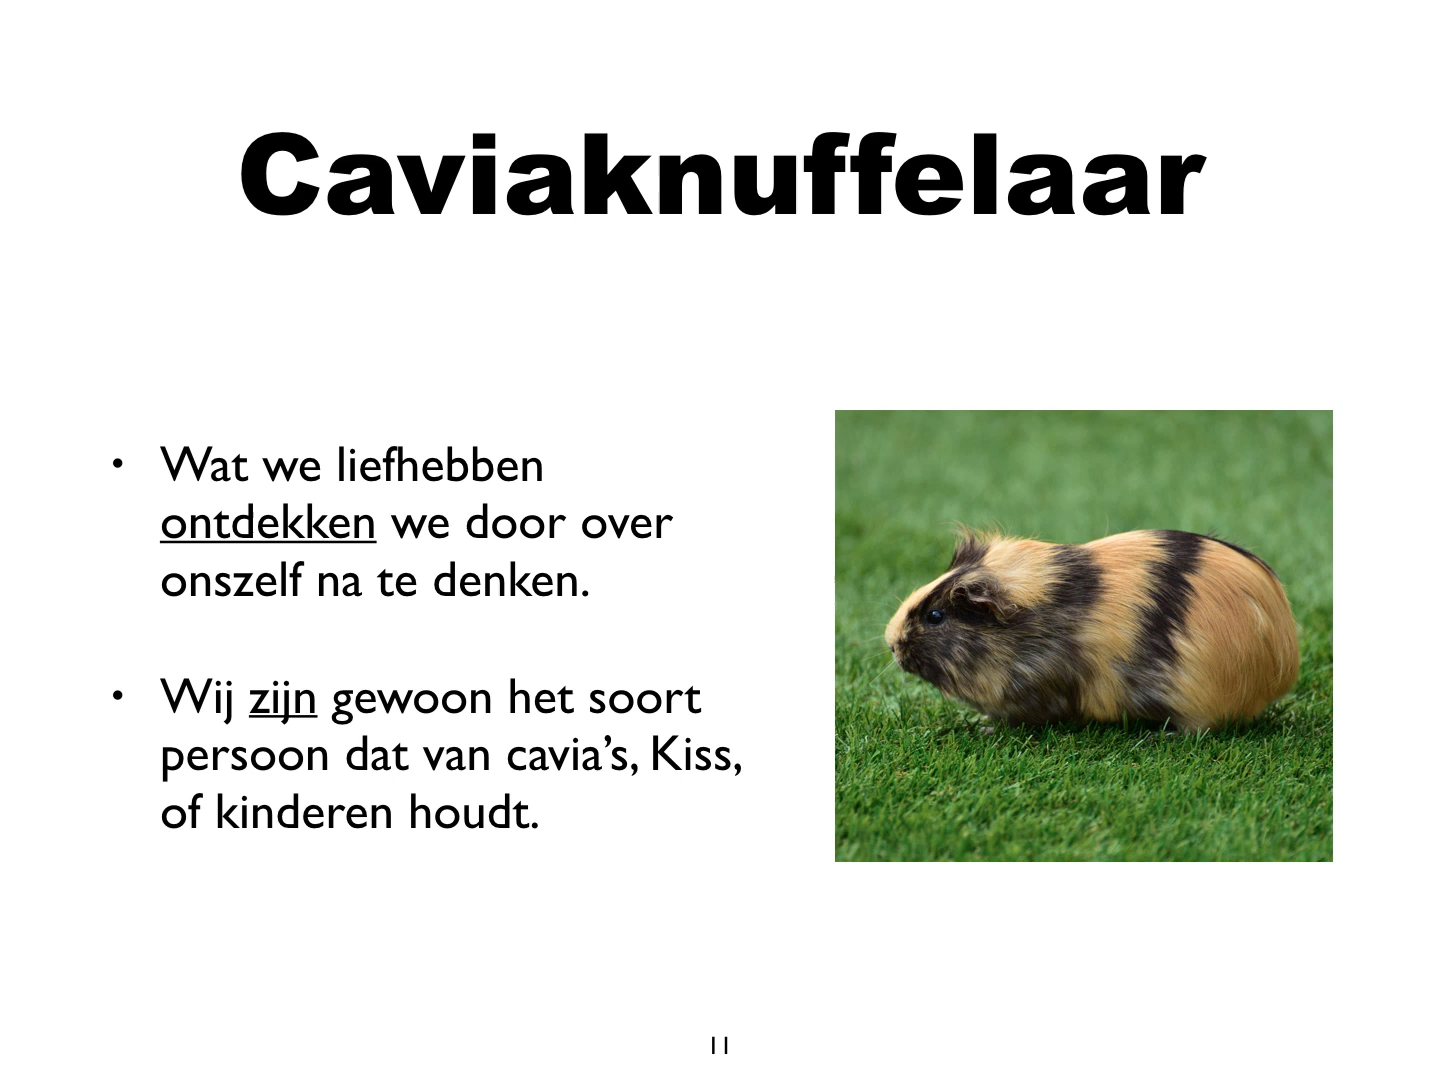 Caviaknuffelaar
• Wat we liefhebben
ontdekken we door over
onszelf na te denken.
• Wij zijn gewoon het soort
persoon dat van cavia’s, Kiss,
of kinderen houdt.
11